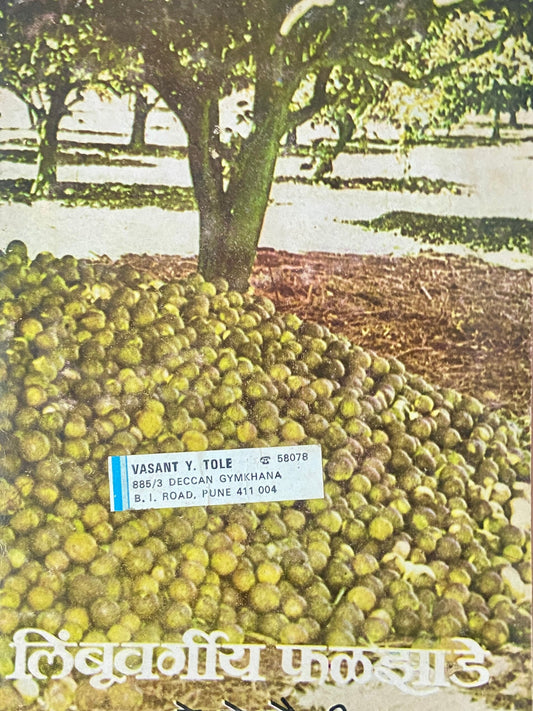 VASANT Y. TOLE ☎ 58078
885/3 DECCAN GYMKHANA
B. I. ROAD, PUNE 411 004
लिंबूवर्गीय फळझाडे